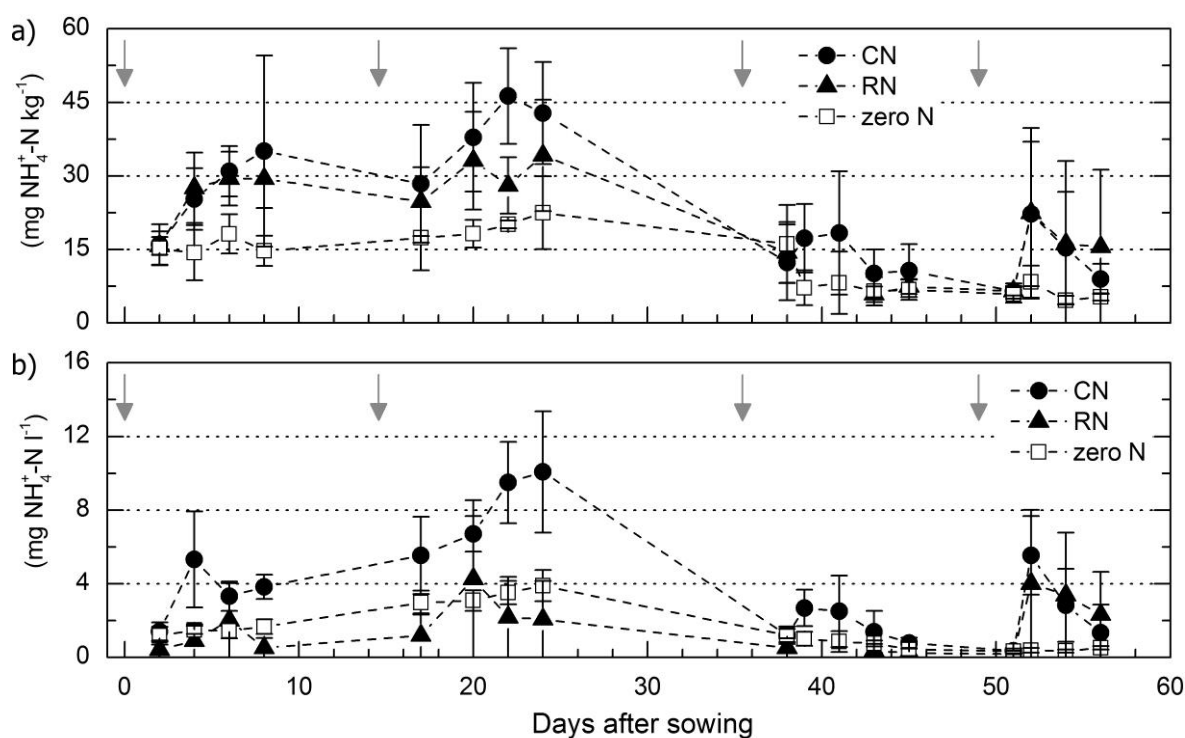 a)
60
45
30
15
0
(mg NH₄⁺-N kg⁻¹)
CN
RN
zero N
b)
16
12
8
4
0
(mg NH₄⁺-N l⁻¹)
CN
RN
zero N
0 10 20 30 40 50 60
Days after sowing